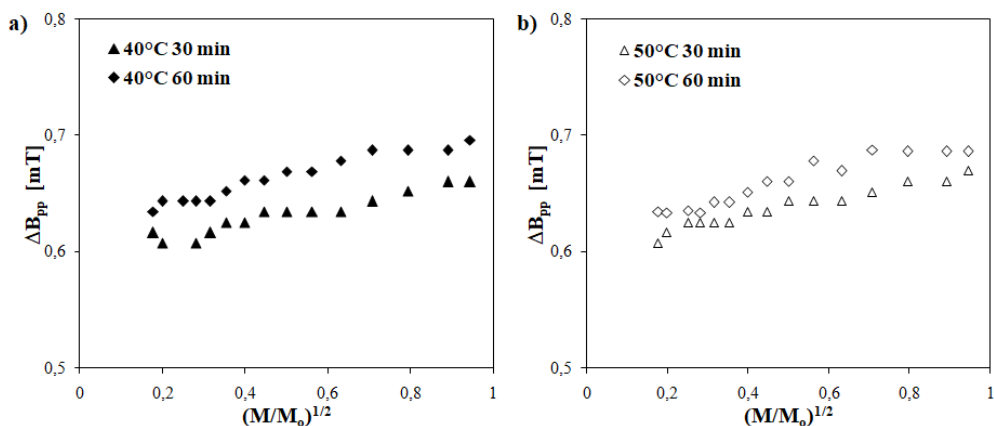 a)
0,8
0,7
0,6
0,5
ΔBpp [mT]
▲ 40°C 30 min
◆ 40°C 60 min
0 0,2 0,4 0,6 0,8 1
(M/Mo)1/2
b)
0,8
0,7
0,6
0,5
ΔBpp [mT]
△ 50°C 30 min
◇ 50°C 60 min
0 0,2 0,4 0,6 0,8 1
(M/Mo)1/2